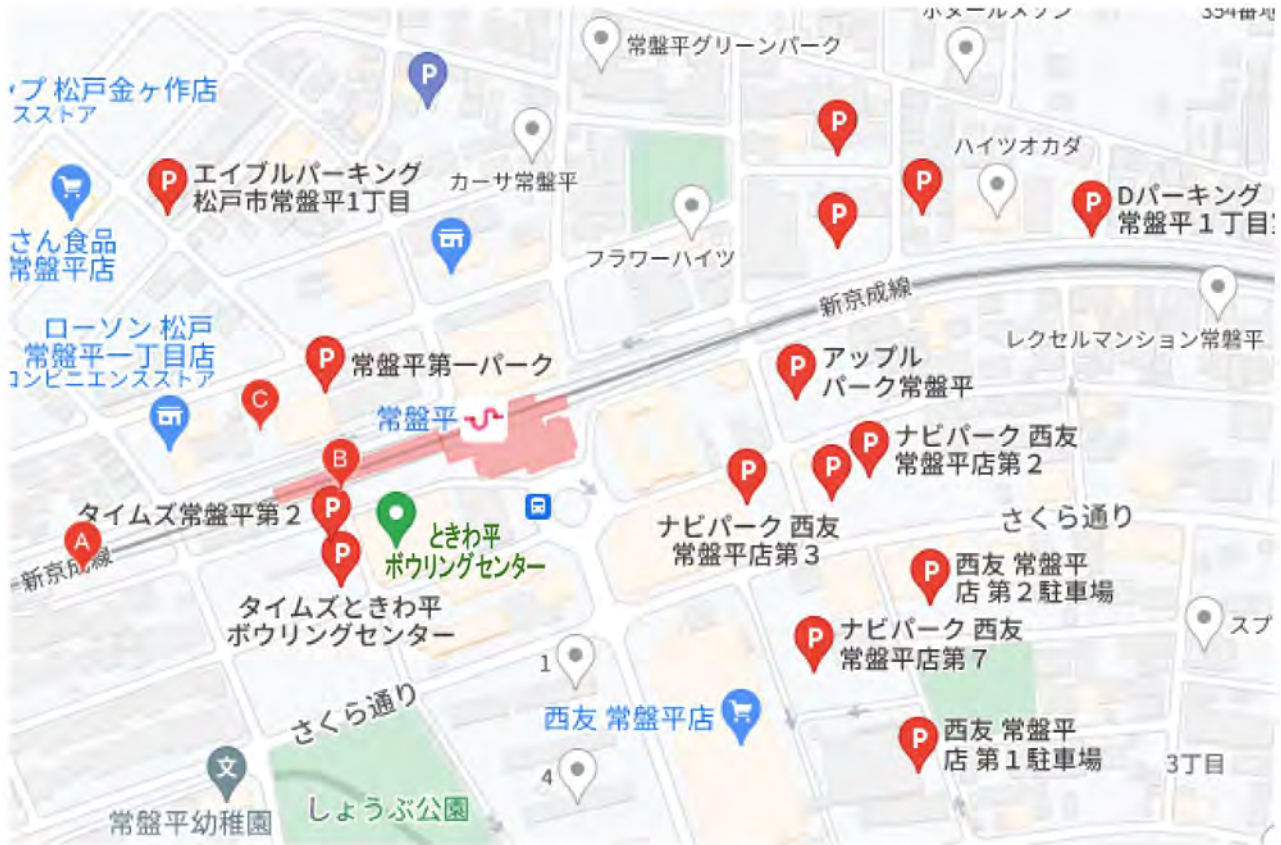 常盤平グリーンパーク
P
プ 松戸金ヶ作店
スストア
カーサ常盤平
P
エイブルパーキング
松戸市常盤平1丁目
P
P
P
ハイツオカダ
P
Dパーキング
常盤平1丁目
さん食品
常盤平店
フラワーハイツ
新京成線
レクセルマンション常磐平
ローソン 松戸
常盤平一丁目店
コンビニエンスストア
P
常盤平第一パーク
C
常盤平
P
アップル
パーク常盤平
B
P
ナビパーク 西友
常盤平店第2
P
P
ナビパーク 西友
常盤平店第3
さくら通り
タイムズ常盤平第2
P
A
新京成線
ときわ平
ボウリングセンター
P
タイムズときわ平
ボウリングセンター
P
西友 常盤平
店 第2駐車場
P
ナビパーク 西友
常盤平店第7
スプ
1
さくら通り
西友 常盤平店
P
西友 常盤平
店 第1駐車場
3丁目
4
文
常盤平幼稚園
しょうぶ公園